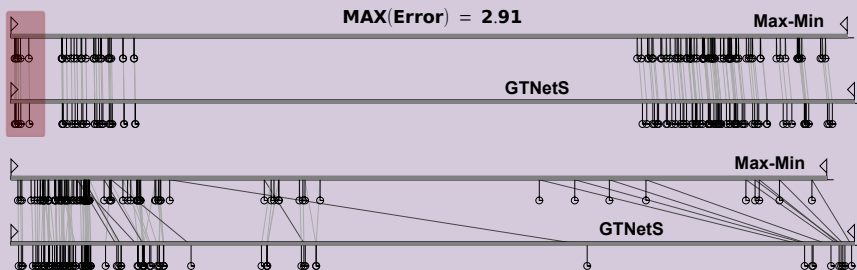 MAX(Error) = 2.91
Max-Min
GTNetS
Max-Min
GTNetS